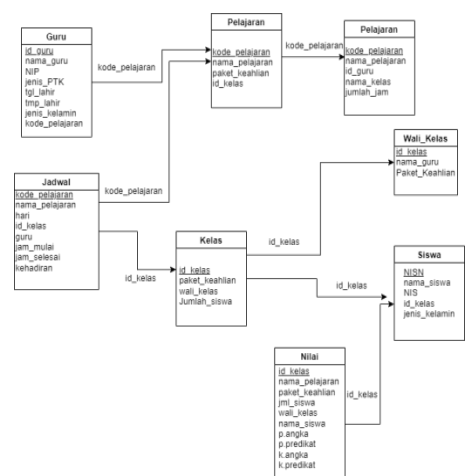 Guru
id_guru
nama_guru
NIP
jenis_PTK
tgl_lahir
tmp_lahir
jenis_kelamin
kode_pelajaran
kode_pelajaran
Pelajaran
kode_pelajaran
nama_pelajaran
paket_keahlian
id_kelas
kode_pelajaran
Pelajaran
kode_pelajaran
nama_pelajaran
id_guru
nama_kelas
jumlah_jam
Wali_Kelas
id_kelas
nama_guru
Paket_Keahlian
Jadwal
kode_pelajaran
nama_pelajaran
hari
id_kelas
guru
jam_mulai
jam_selesai
kehadiran
kode_pelajaran
id_kelas
Kelas
id_kelas
paket_keahlian
wali_kelas
Jumlah_siswa
id_kelas
id_kelas
Siswa
NISN
nama_siswa
NIS
id_kelas
jenis_kelamin
Nilai
id_kelas
nama_pelajaran
paket_keahlian
jml_siswa
wali_kelas
nama_siswa
p.angka
p.predikat
k.angka
k.predikat
id_kelas